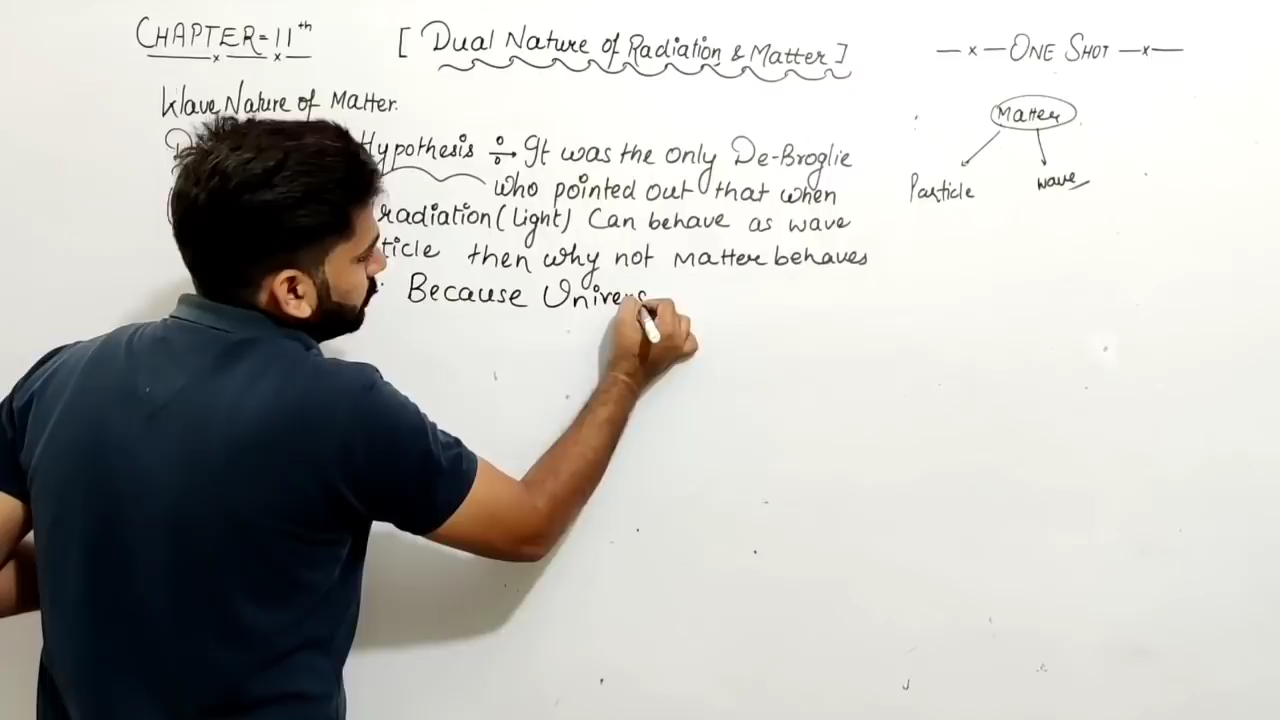 CHAPTER-11th [Dual Nature of Radiation & Matter] —x—ONE SHOT—x—
Wave Nature of Matter.
Matter
Hypothesis It was the only De-Broglie
Particle wave
who pointed out that when
radiation (light) Can behave as wave
then why not matter behaves
Because